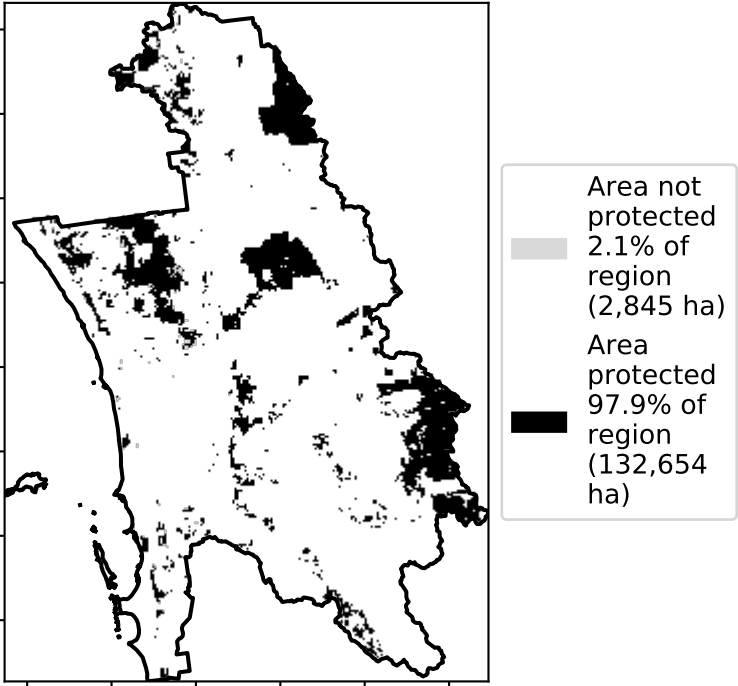 Area not
protected
2.1% of
region
(2,845 ha)
Area
protected
97.9% of
region
(132,654
ha)